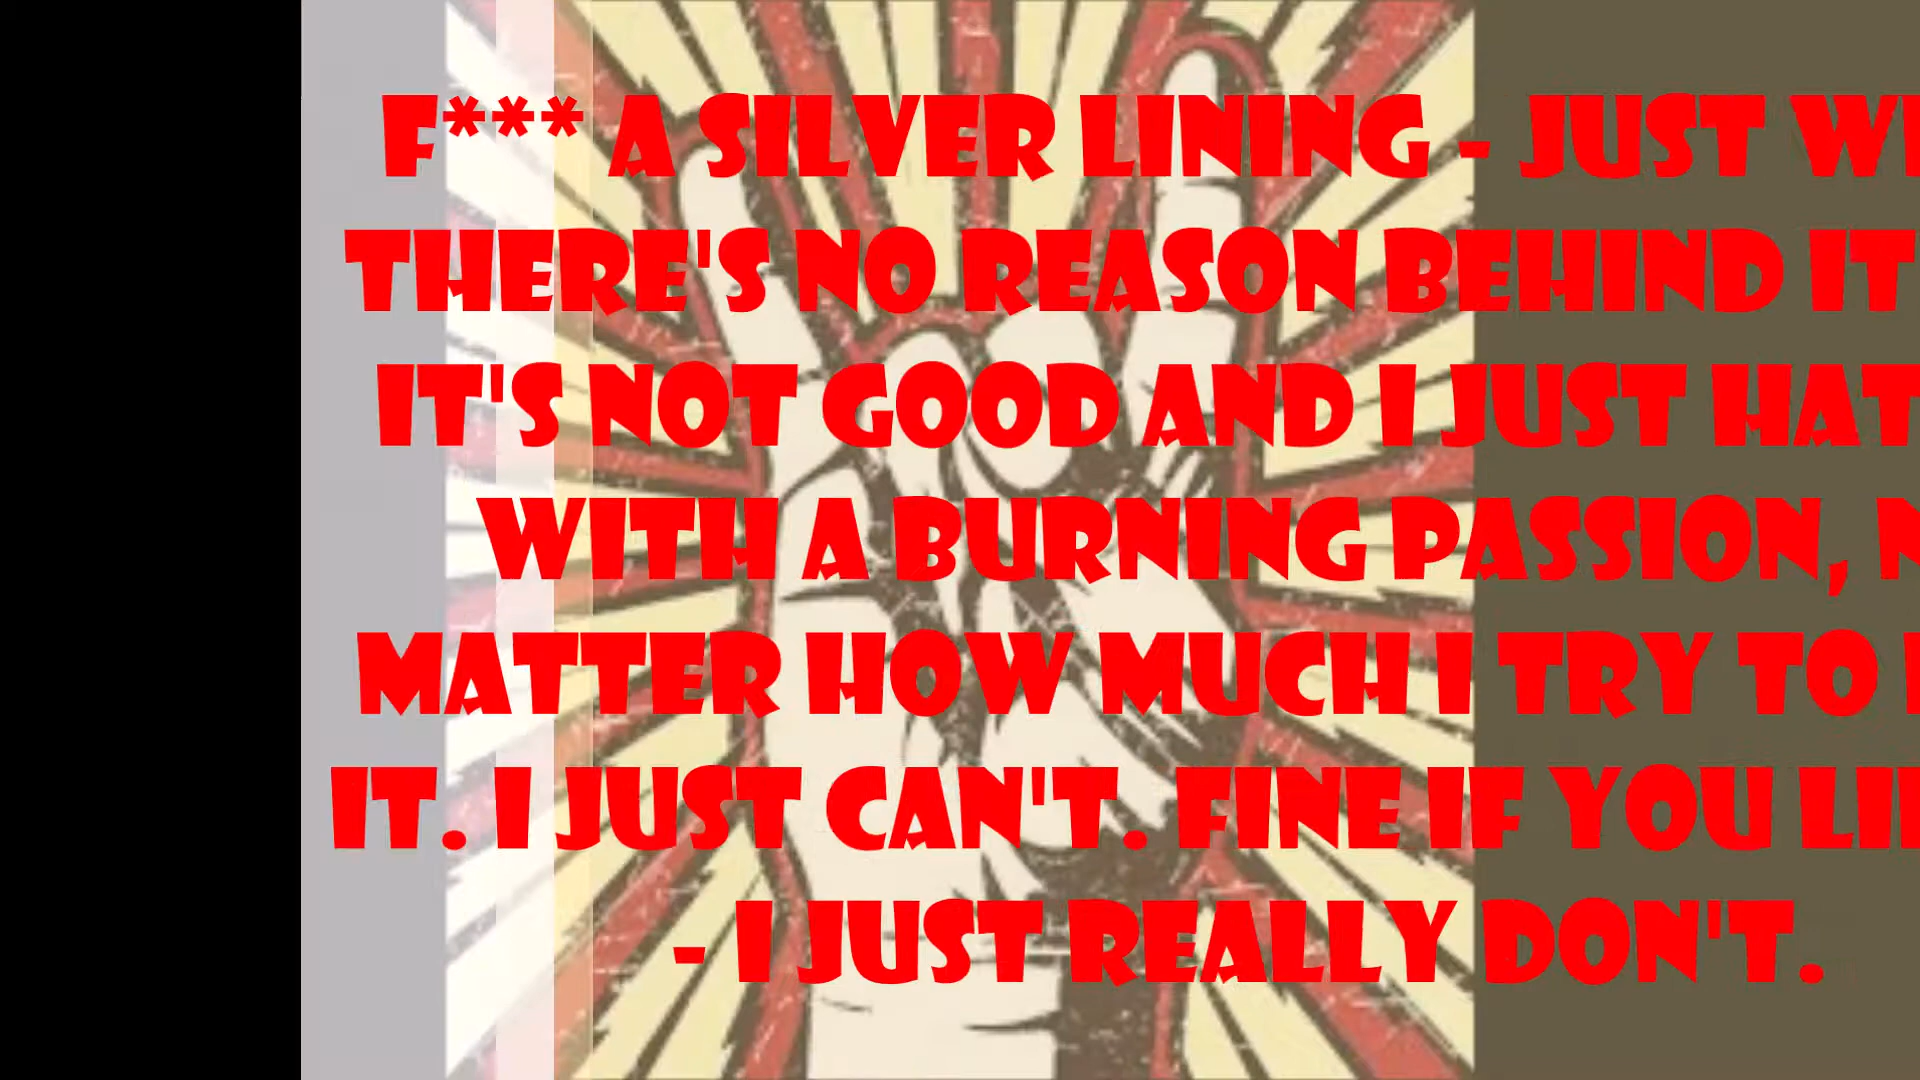 F*** A SILVER LINING - JUST
THERE'S NO REASON BEHIND IT
IT'S NOT GOOD AND I JUST
WITH A BURNING PASSION,
MATTER HOW MUCH I TRY TO
IT. I JUST CAN'T. FINE IF YOU
- I JUST REALLY DON'T.